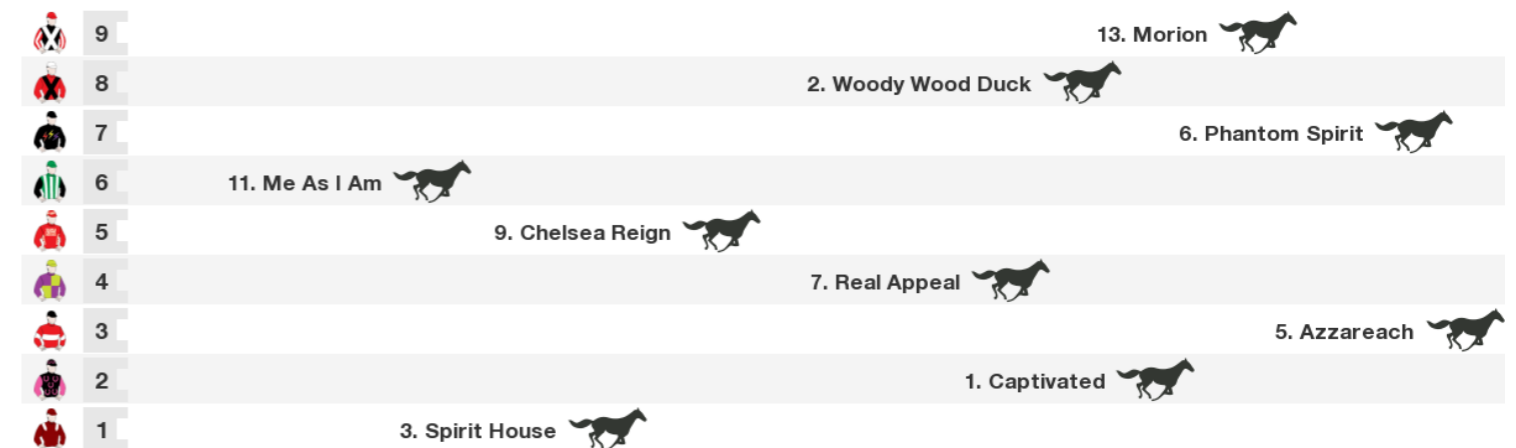 9 13. Morion
8 2. Woody Wood Duck
7 6. Phantom Spirit
6 11. Me As I Am
5 9. Chelsea Reign
4 7. Real Appeal
3 5. Azzareach
2 1. Captivated
1 3. Spirit House